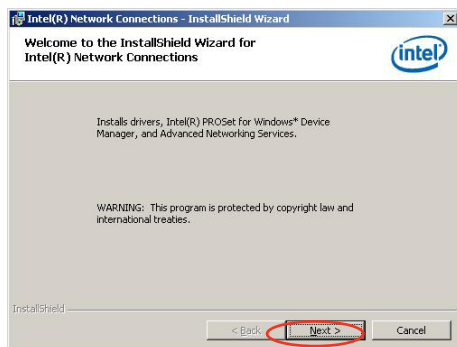 Intel(R) Network Connections - InstallShield Wizard
Welcome to the InstallShield Wizard for
Intel(R) Network Connections
intel
Installs drivers, Intel(R) PROSet for Windows* Device
Manager, and Advanced Networking Services.
WARNING: This program is protected by copyright law and
international treaties.
InstallShield
< Back
Next >
Cancel